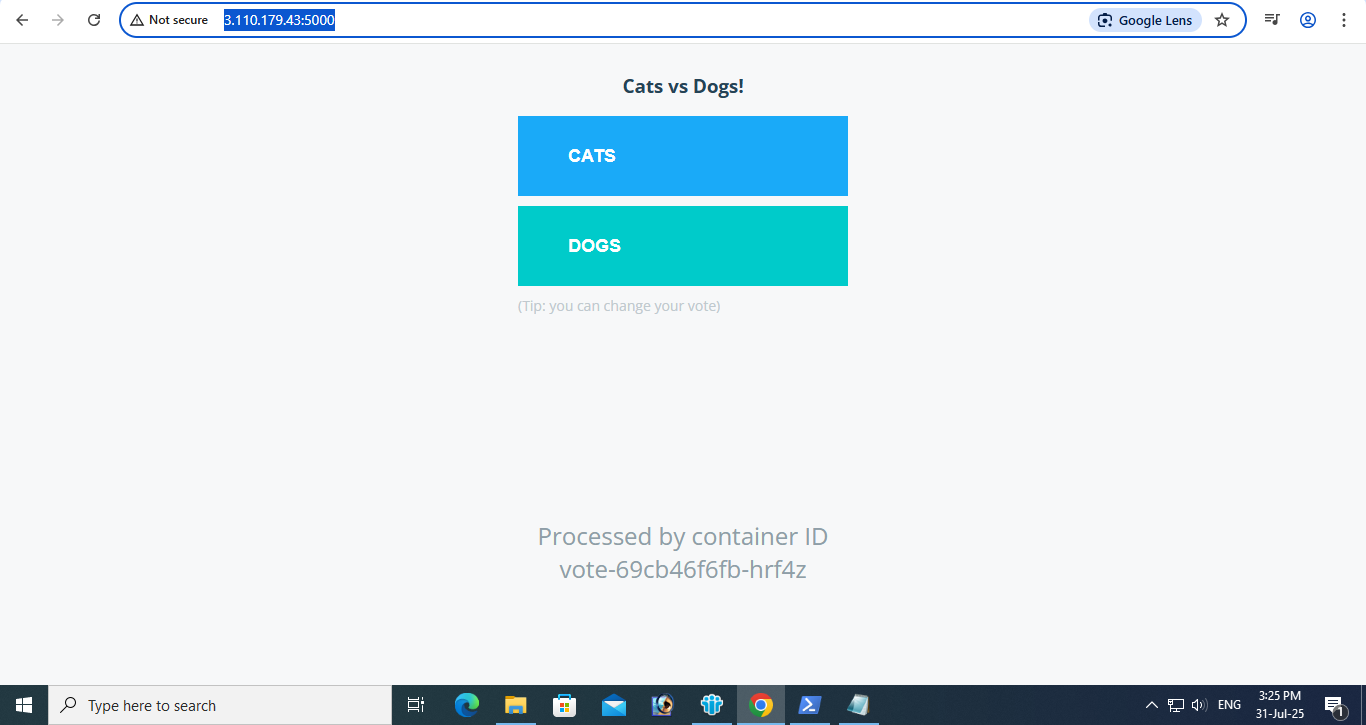 Not secure
3.110.179.43:5000
Google Lens
Cats vs Dogs!
CATS
DOGS
(Tip: you can change your vote)
Processed by container ID
vote-69cb46f6fb-hrf4z
Type here to search
ENG
3:25 PM
31-Jul-25
1